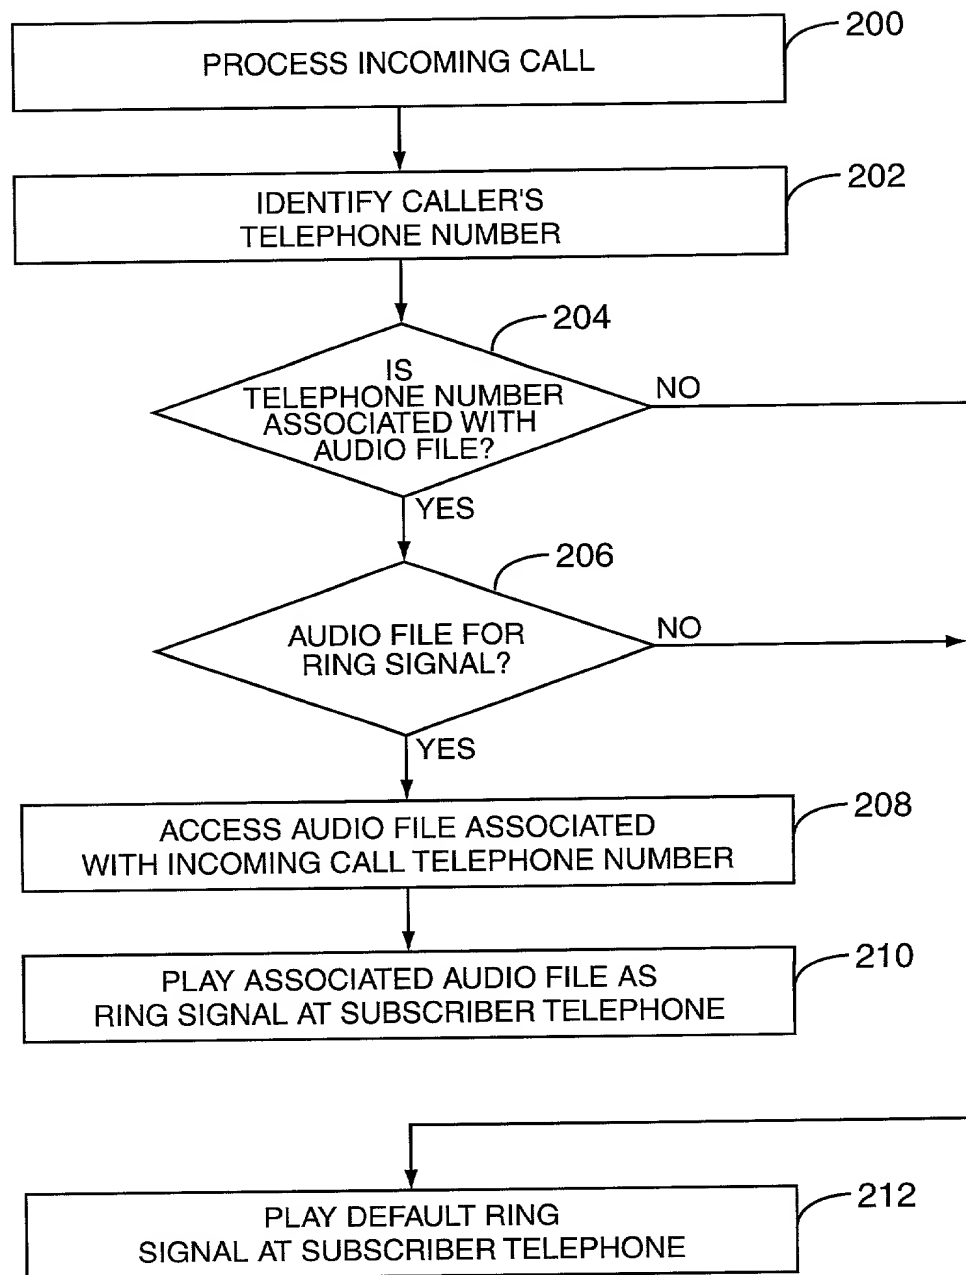 200
PROCESS INCOMING CALL
202
IDENTIFY CALLER'S
TELEPHONE NUMBER
204
IS
TELEPHONE NUMBER
ASSOCIATED WITH
AUDIO FILE?
NO
YES
206
AUDIO FILE FOR
RING SIGNAL?
NO
YES
208
ACCESS AUDIO FILE ASSOCIATED
WITH INCOMING CALL TELEPHONE NUMBER
210
PLAY ASSOCIATED AUDIO FILE AS
RING SIGNAL AT SUBSCRIBER TELEPHONE
212
PLAY DEFAULT RING
SIGNAL AT SUBSCRIBER TELEPHONE